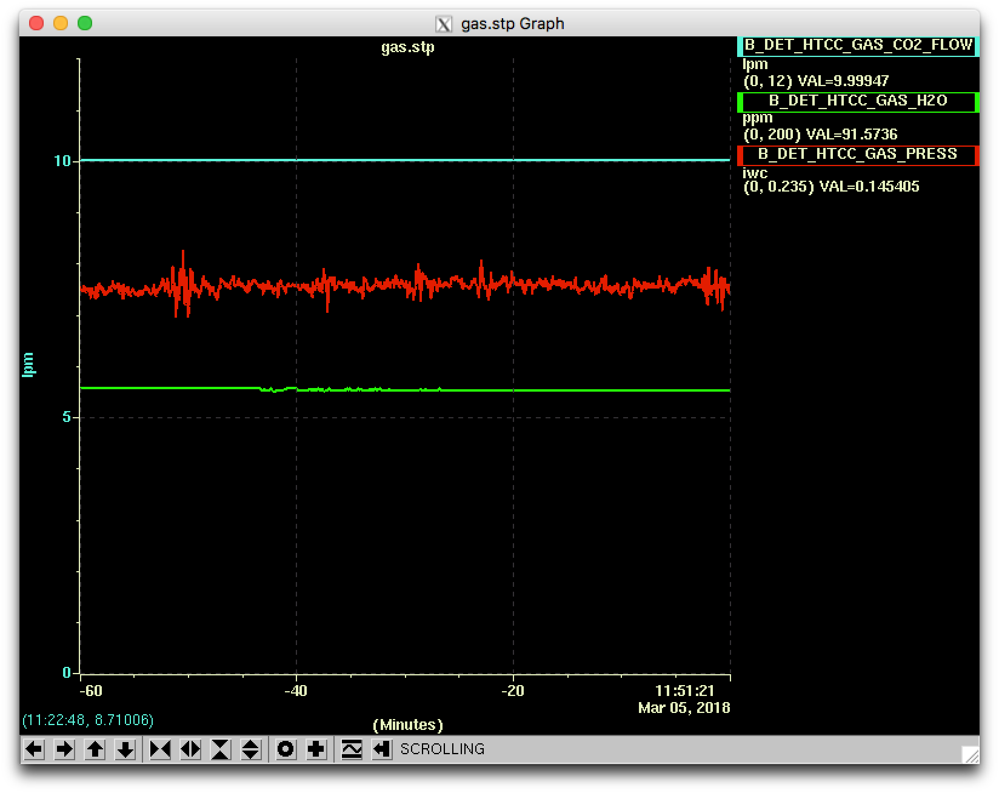 gas.stp Graph
gas.stp
B_DET_HTCC_GAS_CO2_FLOW
lpm
(0, 12) VAL=9.99947
B_DET_HTCC_GAS_H2O
ppm
(0, 200) VAL=91.5736
B_DET_HTCC_GAS_PRESS
iwc
(0, 0.235) VAL=0.145405
10
lpm
5
0
-60 -40 -20 11:51:21
Mar 05, 2018
(11:22:48, 8.71006)
(Minutes)
SCROLLING